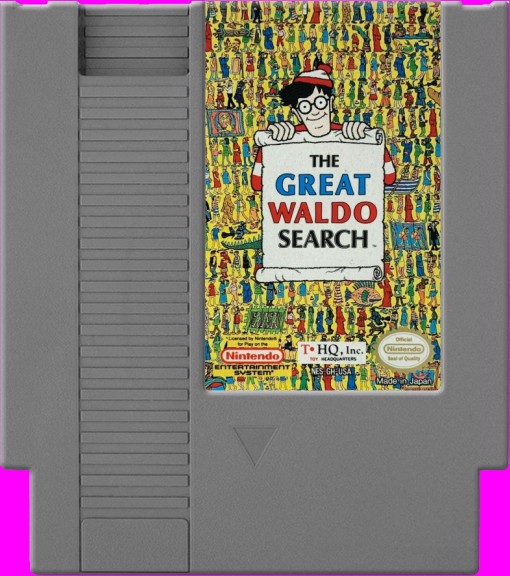 THE
GREAT
WALDO
SEARCH™
Licensed by Nintendo®
for Play on the
Nintendo
ENTERTAINMENT
SYSTEM®
T•HQ, Inc.
TOY HEADQUARTERS
NES-GH-USA
Official
Nintendo
Seal of Quality
Made in Japan